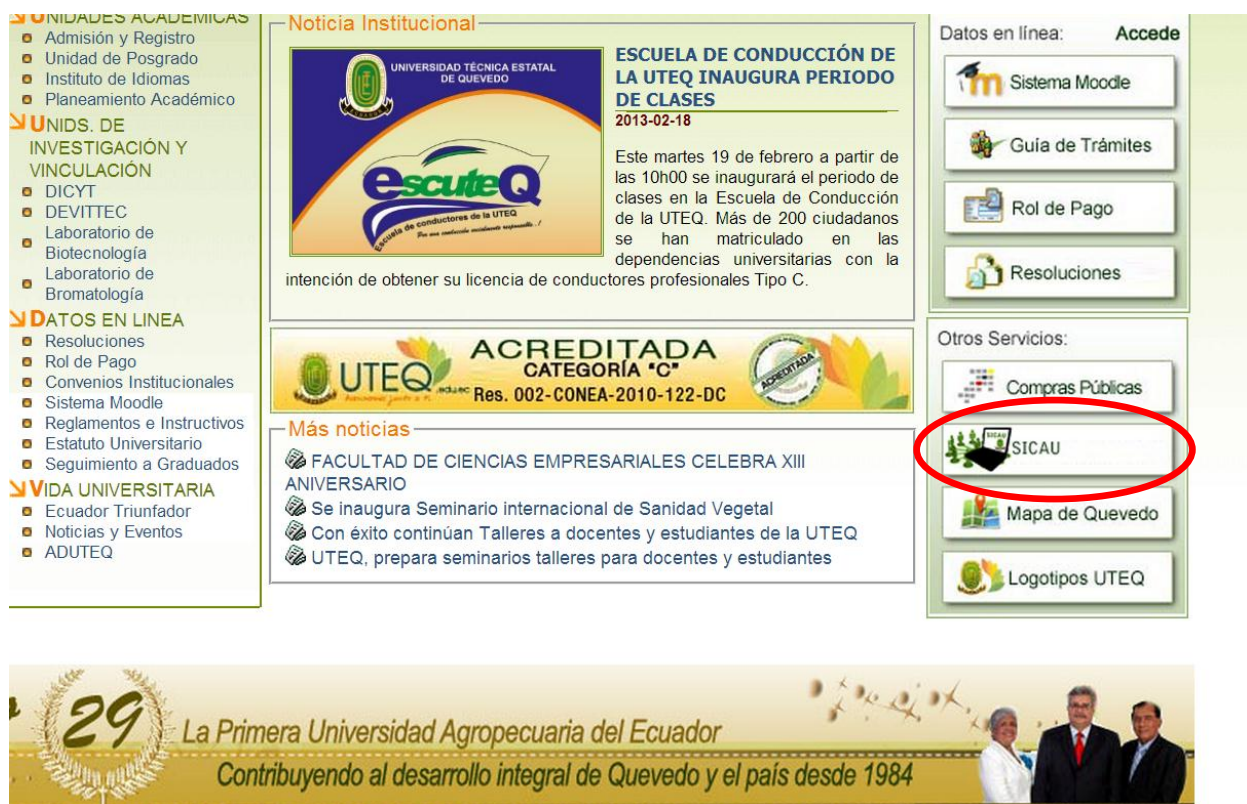 UNIDADES ACADÉMICAS
Admisión y Registro
Unidad de Posgrado
Instituto de Idiomas
Planeamiento Académico
UNIDS. DE
INVESTIGACIÓN Y
VINCULACIÓN
DICYT
DEVITTEC
Laboratorio de
Biotecnología
Laboratorio de
Bromatología
DATOS EN LINEA
Resoluciones
Rol de Pago
Convenios Institucionales
Sistema Moodle
Reglamentos e Instructivos
Estatuto Universitario
Seguimiento a Graduados
VIDA UNIVERSITARIA
Ecuador Triunfador
Noticias y Eventos
ADUTEQ
Noticia Institucional
UNIVERSIDAD TÉCNICA ESTATAL
DE QUEVEDO
escuteQ
Escuela de conductores de la UTEQ
Por una conducción socialmente responsable..!
ESCUELA DE CONDUCCIÓN DE
LA UTEQ INAUGURA PERIODO
DE CLASES
2013-02-18
Este martes 19 de febrero a partir de
las 10h00 se inaugurará el periodo de
clases en la Escuela de Conducción
de la UTEQ. Más de 200 ciudadanos
se han matriculado en las
dependencias universitarias con la
intención de obtener su licencia de conductores profesionales Tipo C.
UTEQ.edu.ec
ACREDITADA
CATEGORÍA "C"
Res. 002-CONEA-2010-122-DC
ACREDITADA
Más noticias
FACULTAD DE CIENCIAS EMPRESARIALES CELEBRA XIII
ANIVERSARIO
Se inaugura Seminario internacional de Sanidad Vegetal
Con éxito continúan Talleres a docentes y estudiantes de la UTEQ
UTEQ, prepara seminarios talleres para docentes y estudiantes
Datos en línea: Accede
Sistema Moodle
Guía de Trámites
Rol de Pago
Resoluciones
Otros Servicios:
Compras Públicas
SICAU
SICAU
Mapa de Quevedo
Logotipos UTEQ
29
La Primera Universidad Agropecuaria del Ecuador
Contribuyendo al desarrollo integral de Quevedo y el país desde 1984